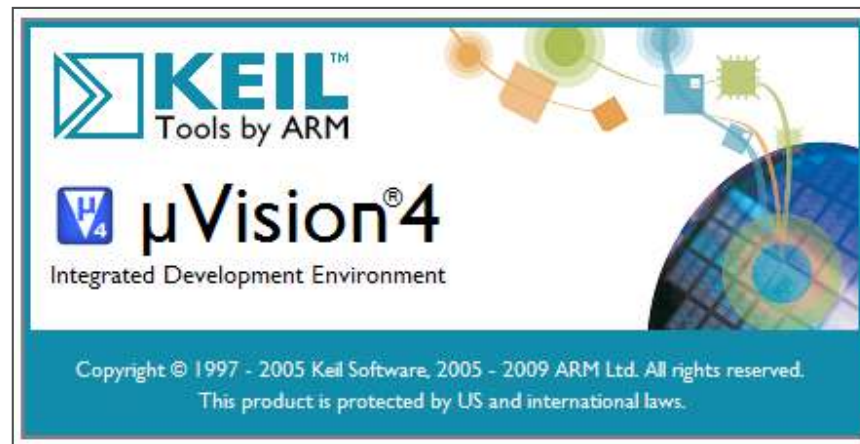 KEIL™
Tools by ARM
µ4 µVision®4
Integrated Development Environment
Copyright © 1997 - 2005 Keil Software, 2005 - 2009 ARM Ltd. All rights reserved.
This product is protected by US and international laws.